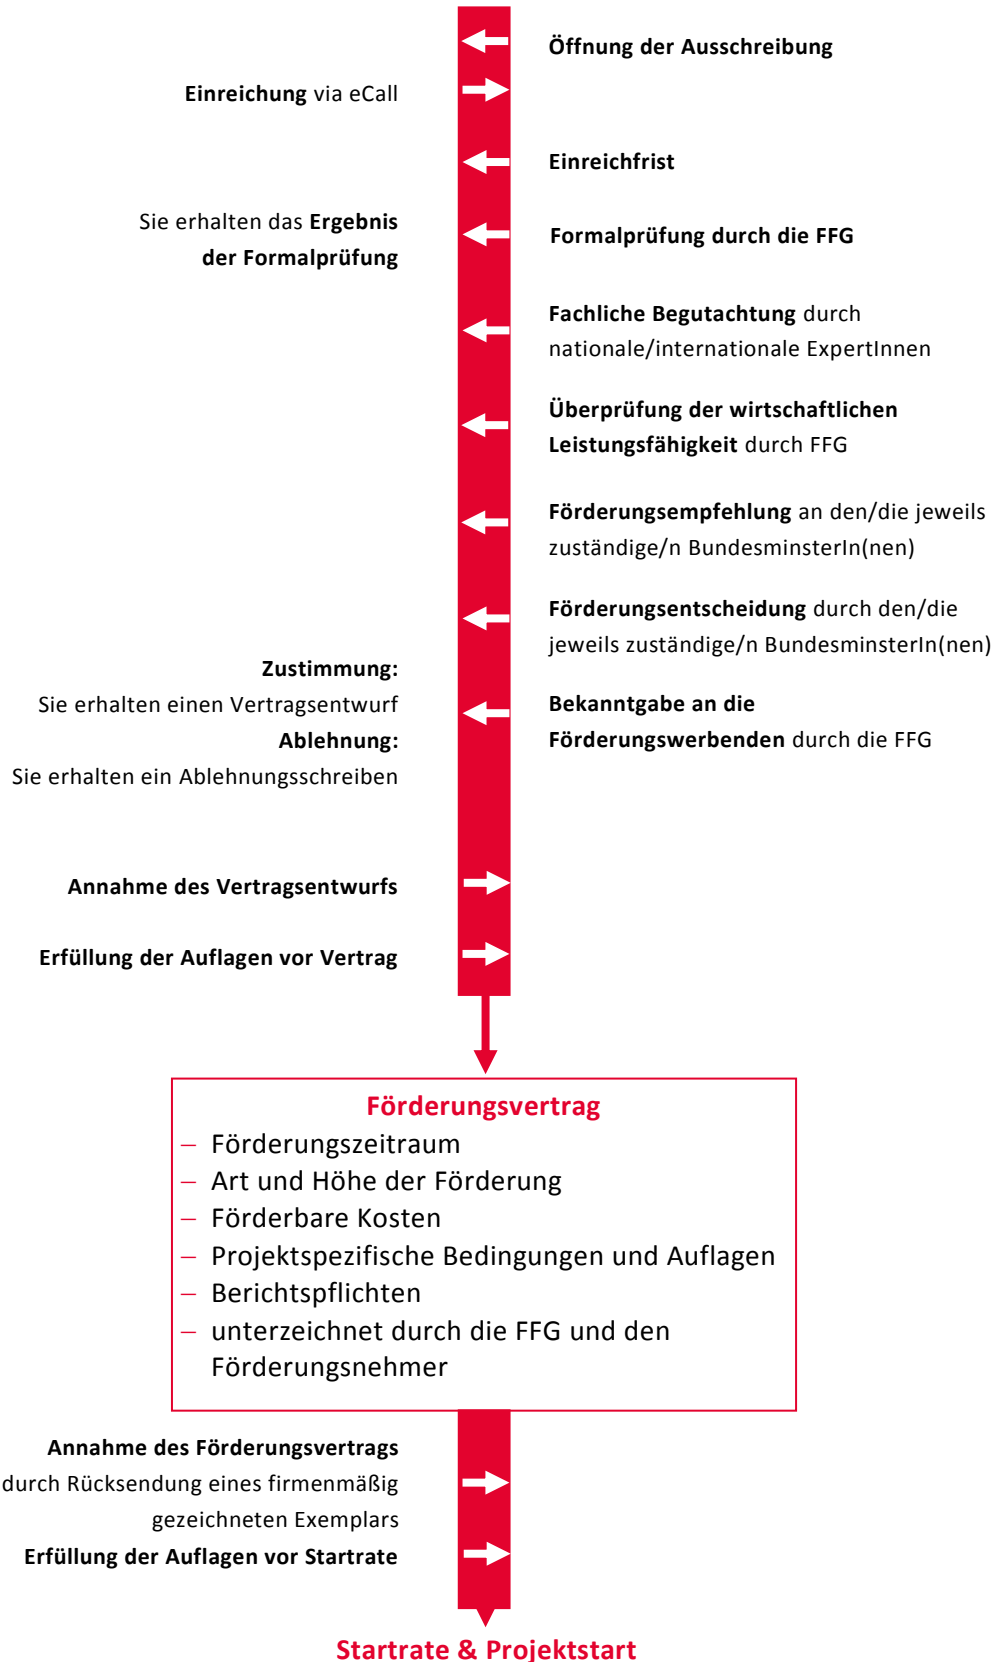 Öffnung der Ausschreibung
Einreichung via eCall
Einreichfrist
Sie erhalten das Ergebnis
der Formalprüfung
Formalprüfung durch die FFG
Fachliche Begutachtung durch
nationale/internationale ExpertInnen
Überprüfung der wirtschaftlichen
Leistungsfähigkeit durch FFG
Förderungsempfehlung an den/die jeweils
zuständige/n BundesminsterIn(nen)
Förderungsentscheidung durch den/die
jeweils zuständige/n BundesminsterIn(nen)
Zustimmung:
Sie erhalten einen Vertragsentwurf
Ablehnung:
Sie erhalten ein Ablehnungsschreiben
Bekanntgabe an die
Förderungswerbenden durch die FFG
Annahme des Vertragsentwurfs
Erfüllung der Auflagen vor Vertrag
Förderungsvertrag
– Förderungszeitraum
– Art und Höhe der Förderung
– Förderbare Kosten
– Projektspezifische Bedingungen und Auflagen
– Berichtspflichten
– unterzeichnet durch die FFG und den
Förderungsnehmer
Annahme des Förderungsvertrags
durch Rücksendung eines firmenmäßig
gezeichneten Exemplars
Erfüllung der Auflagen vor Startrate
Startrate & Projektstart